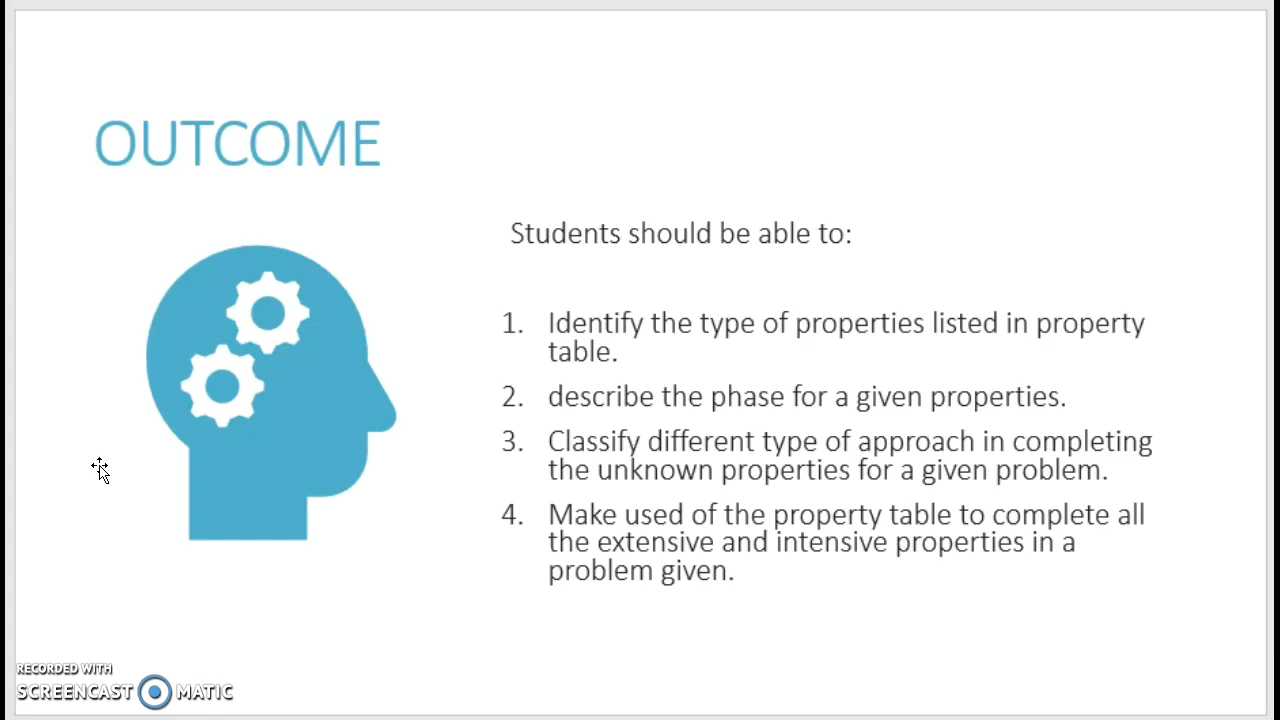 OUTCOME
Students should be able to:
1. Identify the type of properties listed in property
table.
2. describe the phase for a given properties.
3. Classify different type of approach in completing
the unknown properties for a given problem.
4. Make used of the property table to complete all
the extensive and intensive properties in a
problem given.
RECORDED WITH
SCREENCAST MATIC